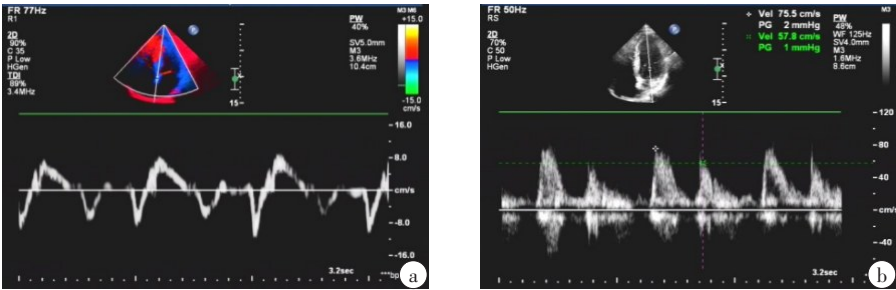 FR 77Hz
R1
2D
90%
C 35
P Low
HGen
TDI
89%
3.4MHz
15
M3 M6
PW
40%
+15.0
SV5.0mm
M3
3.6MHz
10.4cm
-15.0
cm/s
16.0
8.0
cm/s
-8.0
-16.0
3.2sec
a
FR 50Hz
RS
2D
70%
C 50
P Low
HGen
15
Vel 75.5 cm/s
PG 2 mmHg
Vel 57.8 cm/s
PG 1 mmHg
M3
PW
48%
WF 125Hz
SV4.0mm
M3
1.6MHz
8.6cm
120
80
40
cm/s
-40
3.2sec
b